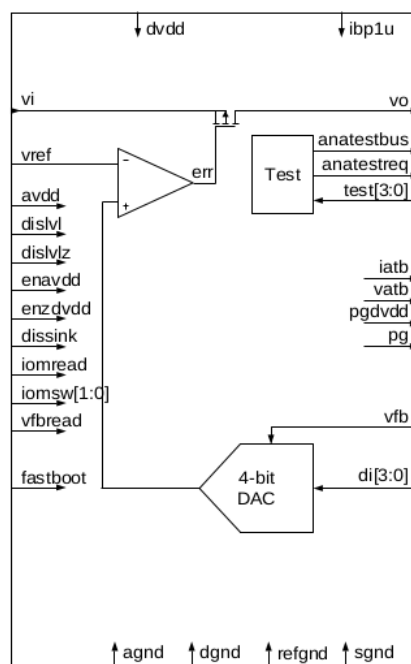 dvdd
ibp1u
vi
vo
vref
−
err
+
Test
anatestbus
anatestreq
test[3:0]
avdd
dislvl
dislvlz
enavdd
enzdvdd
dissink
iomread
iomsw[1:0]
vfbread
fastboot
iatb
vatb
pgdvdd
pg
vfb
4-bit
DAC
di[3:0]
agnd
dgnd
refgnd
sgnd